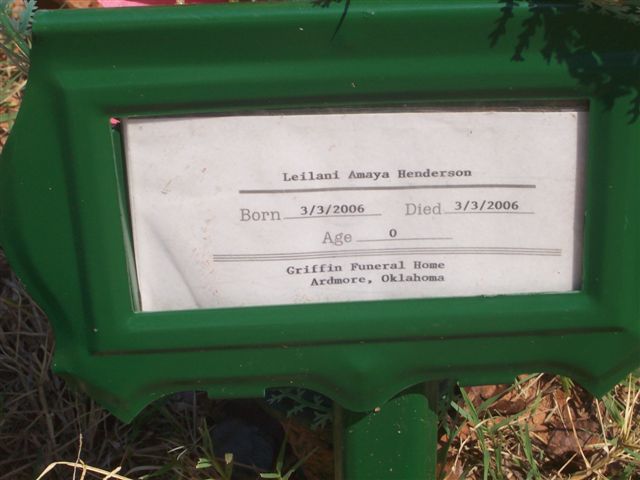 Leilani Amaya Henderson
Born 3/3/2006 Died 3/3/2006
Age 0
Griffin Funeral Home
Ardmore, Oklahoma